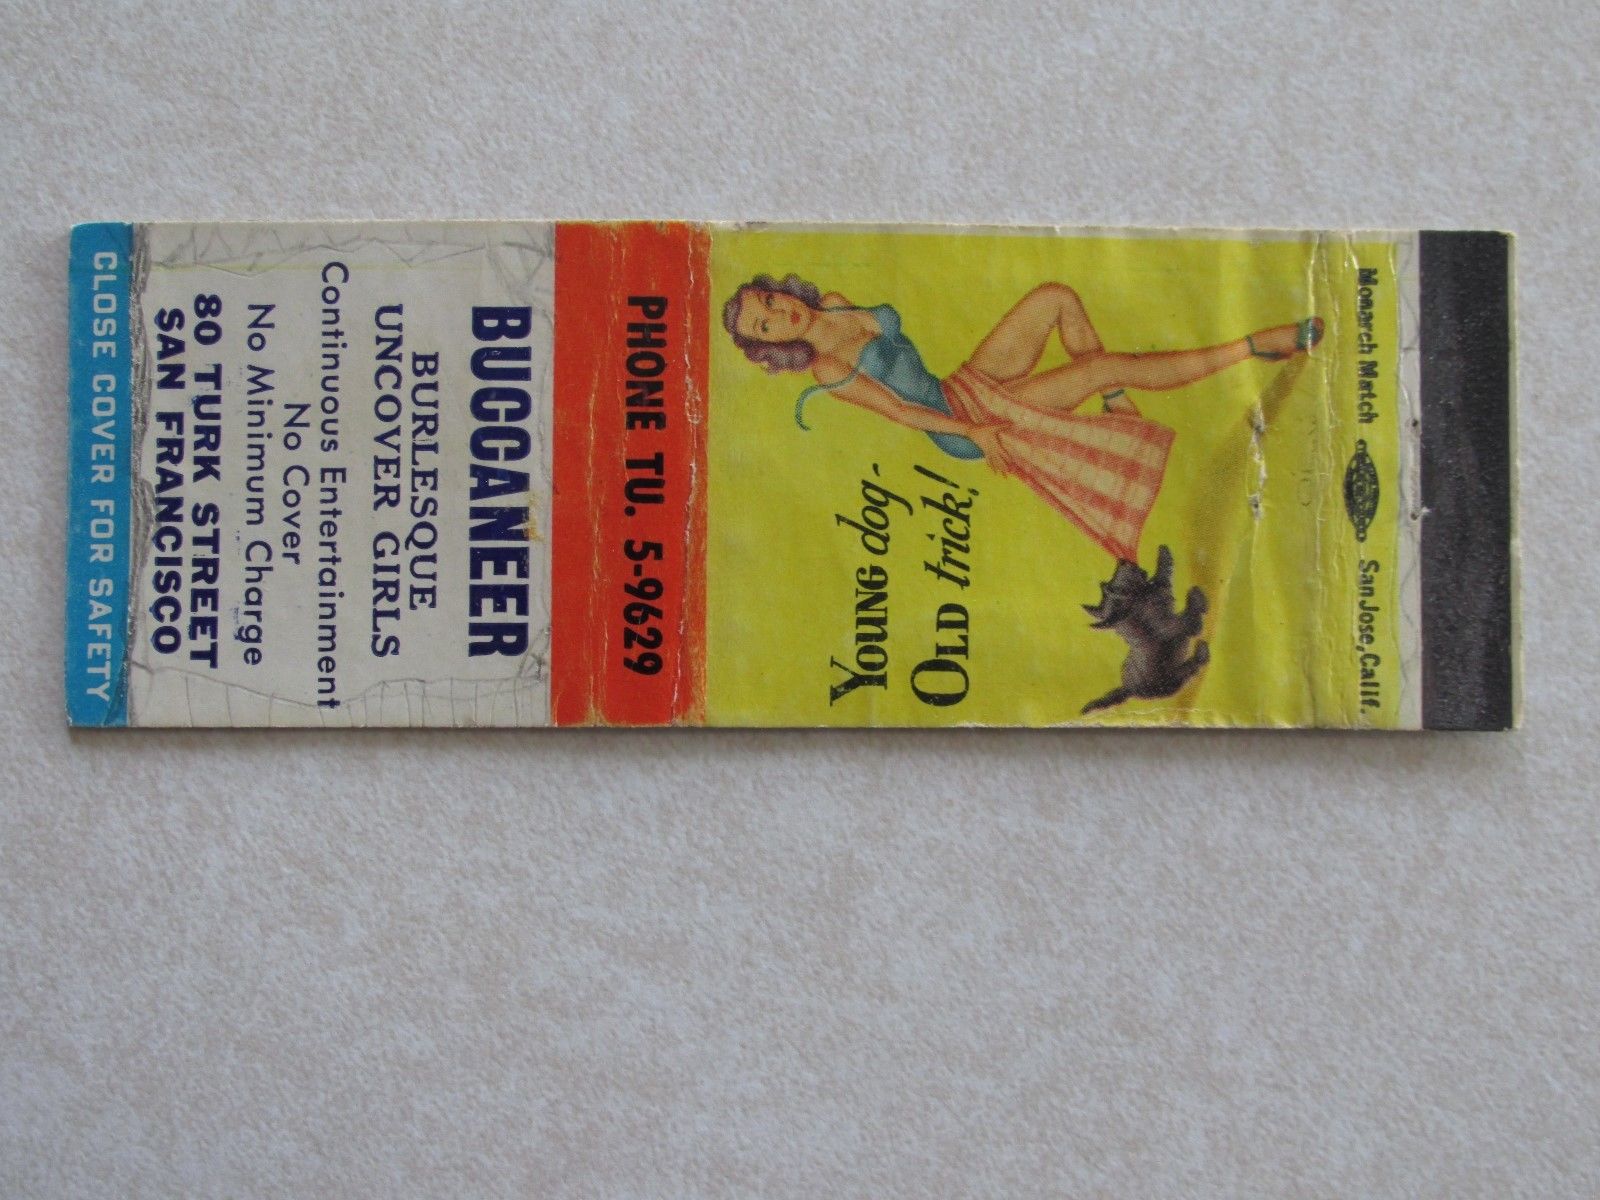 Young dog-
Old trick!
Monarch Match San Jose, Calif.
PHONE TU. 5-9629
BUCCANEER
BURLESQUE
UNCOVER GIRLS
Continuous Entertainment
No Cover
No Minimum Charge
80 TURK STREET
SAN FRANCISCO
CLOSE COVER FOR SAFETY